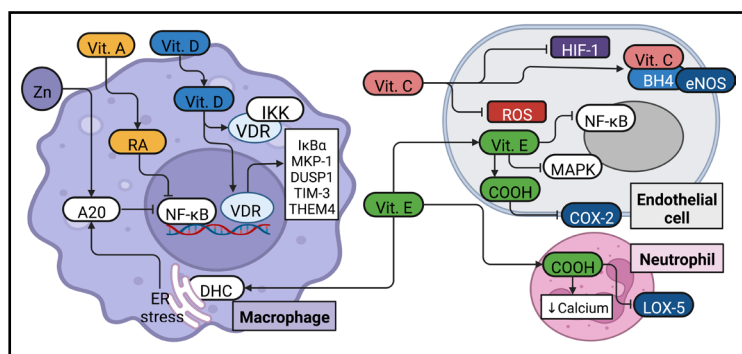 Vit. A
Vit. D
Zn
Vit. D
IKK
VDR
RA
IκBα
MKP-1
DUSP1
TIM-3
THEM4
A20
NF-κB
VDR
ER
stress
DHC
Macrophage
Vit. C
Vit. E
HIF-1
Vit. C
BH4
eNOS
ROS
NF-κB
Vit. E
MAPK
COOH
COX-2
Endothelial
cell
Neutrophil
COOH
↓Calcium
LOX-5